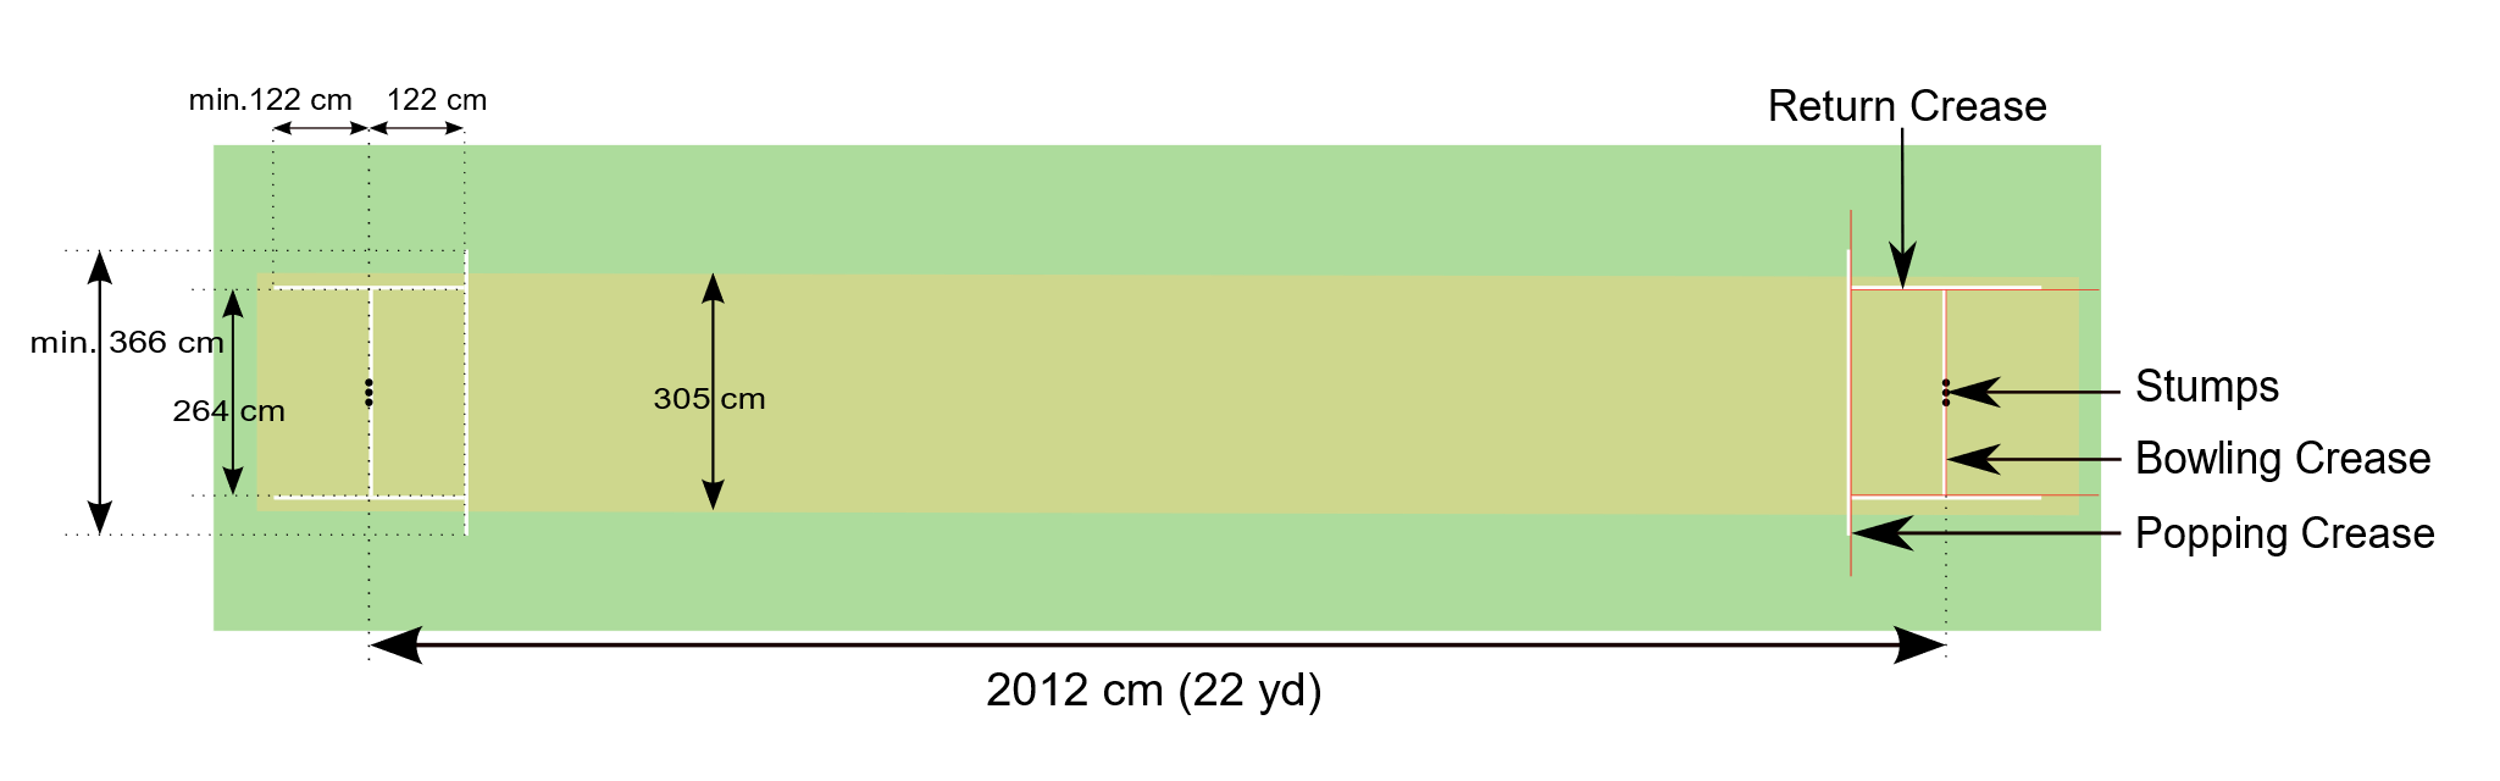 min.122 cm
122 cm
Return Crease
min. 366 cm
264 cm
305 cm
Stumps
Bowling Crease
Popping Crease
2012 cm (22 yd)